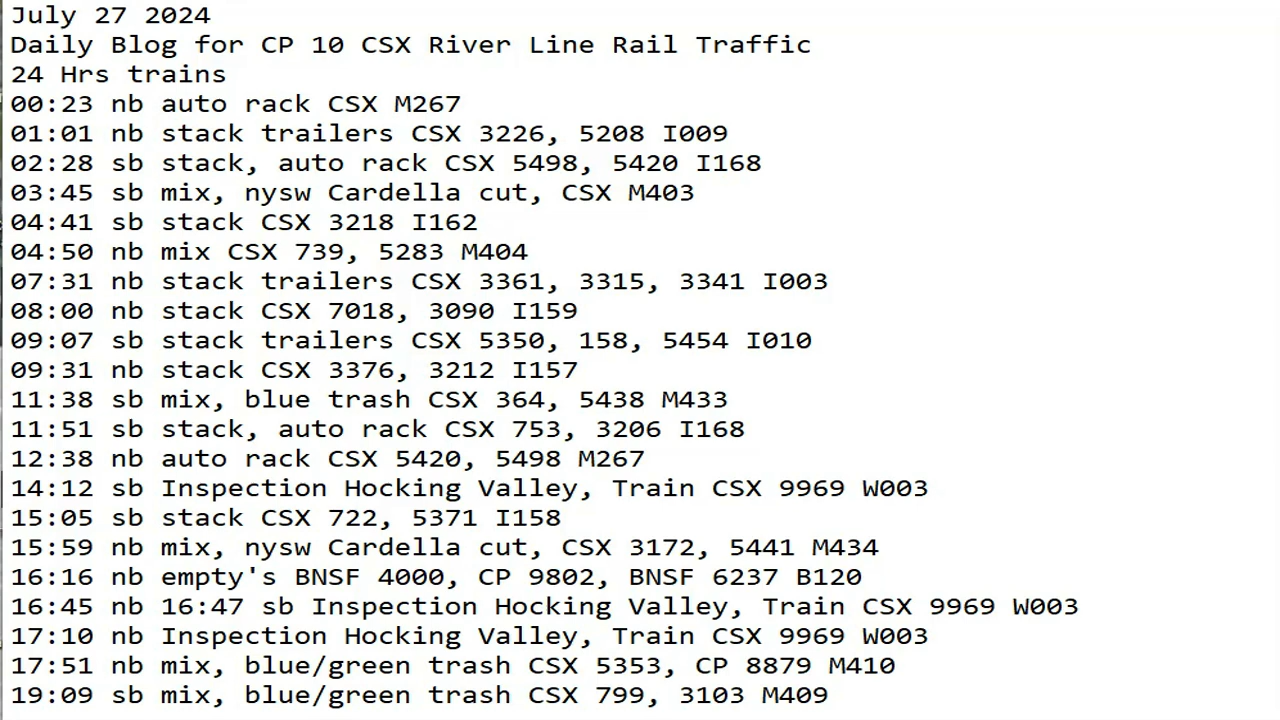 July 27 2024
Daily Blog for CP 10 CSX River Line Rail Traffic
24 Hrs trains
00:23 nb auto rack CSX M267
01:01 nb stack trailers CSX 3226, 5208 I009
02:28 sb stack, auto rack CSX 5498, 5420 I168
03:45 sb mix, nysw Cardella cut, CSX M403
04:41 sb stack CSX 3218 I162
04:50 nb mix CSX 739, 5283 M404
07:31 nb stack trailers CSX 3361, 3315, 3341 I003
08:00 nb stack CSX 7018, 3090 I159
09:07 sb stack trailers CSX 5350, 158, 5454 I010
09:31 nb stack CSX 3376, 3212 I157
11:38 sb mix, blue trash CSX 364, 5438 M433
11:51 sb stack, auto rack CSX 753, 3206 I168
12:38 nb auto rack CSX 5420, 5498 M267
14:12 sb Inspection Hocking Valley, Train CSX 9969 W003
15:05 sb stack CSX 722, 5371 I158
15:59 nb mix, nysw Cardella cut, CSX 3172, 5441 M434
16:16 nb empty's BNSF 4000, CP 9802, BNSF 6237 B120
16:45 nb 16:47 sb Inspection Hocking Valley, Train CSX 9969 W003
17:10 nb Inspection Hocking Valley, Train CSX 9969 W003
17:51 nb mix, blue/green trash CSX 5353, CP 8879 M410
19:09 sb mix, blue/green trash CSX 799, 3103 M409